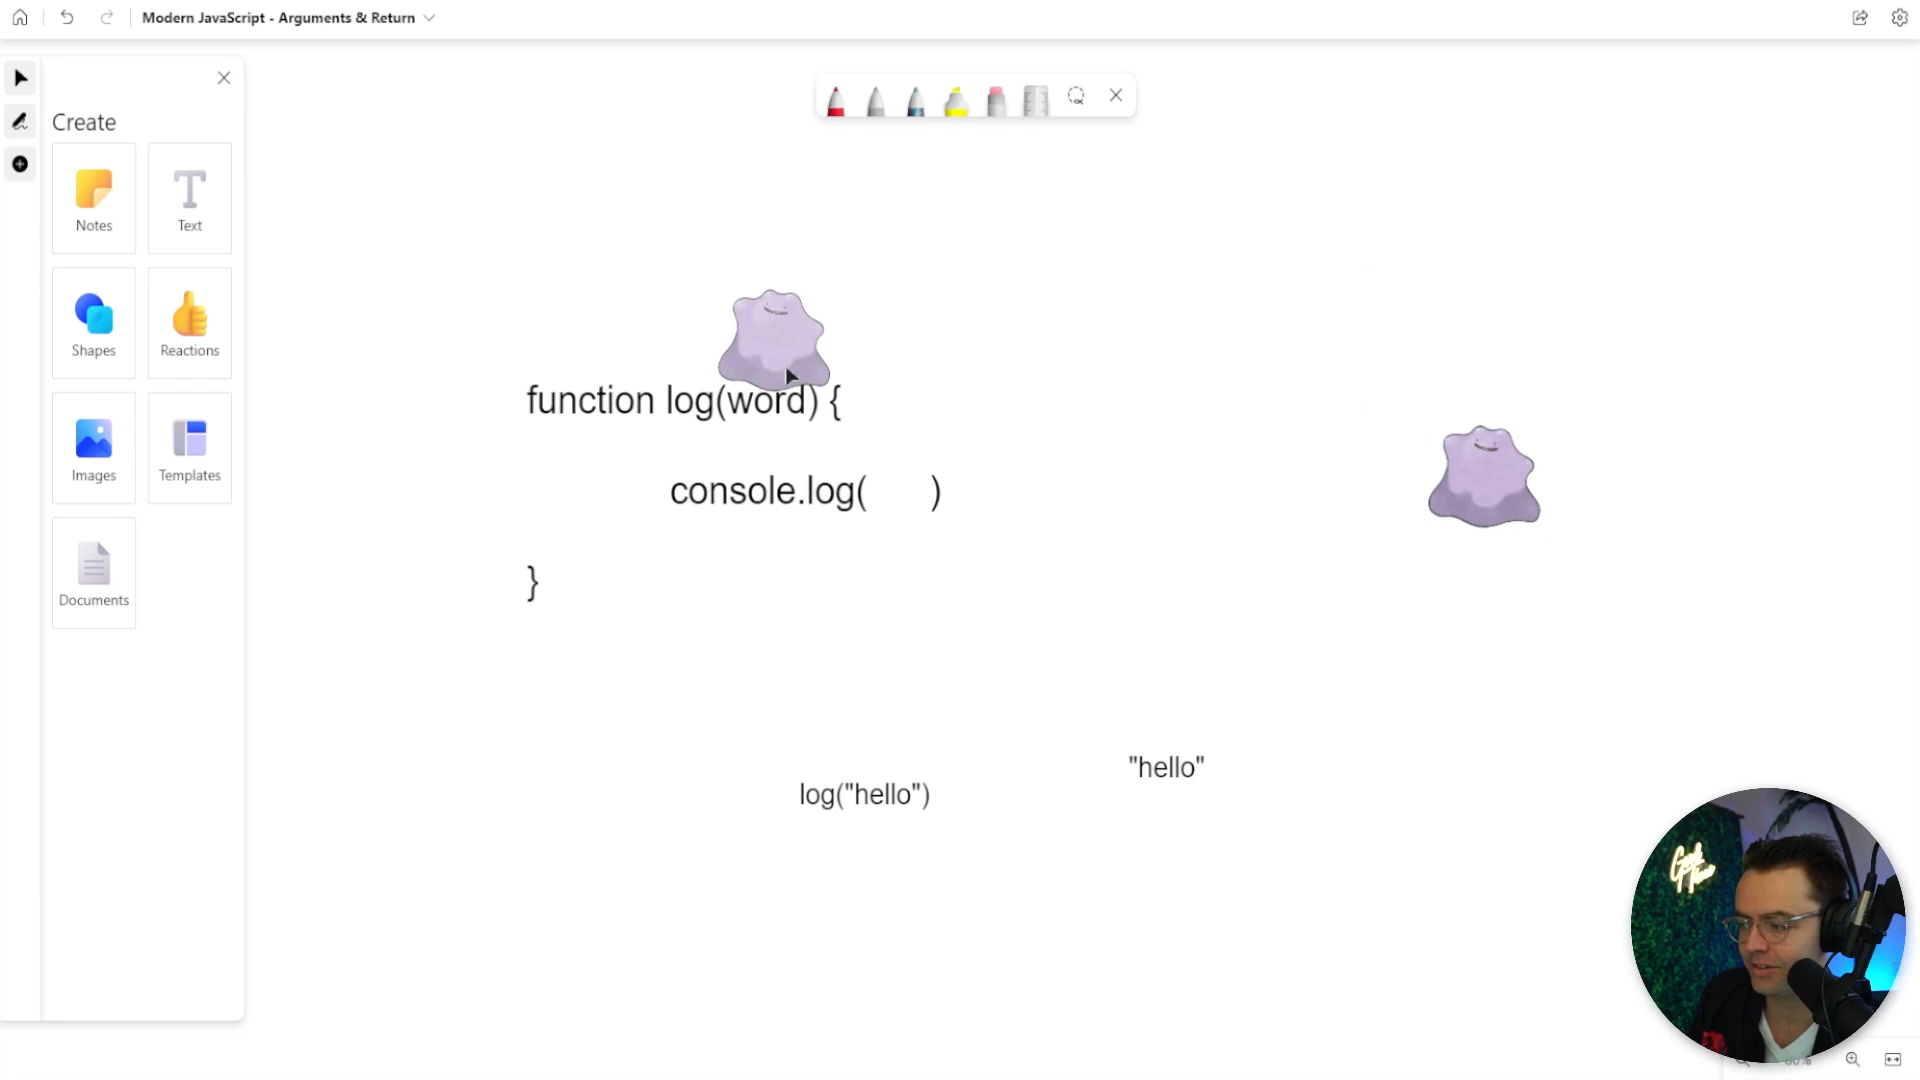 Modern JavaScript - Arguments & Return
Create
Notes
Text
Shapes
Reactions
Images
Templates
Documents
function log(word) {
console.log( )
}
"hello"
log("hello")